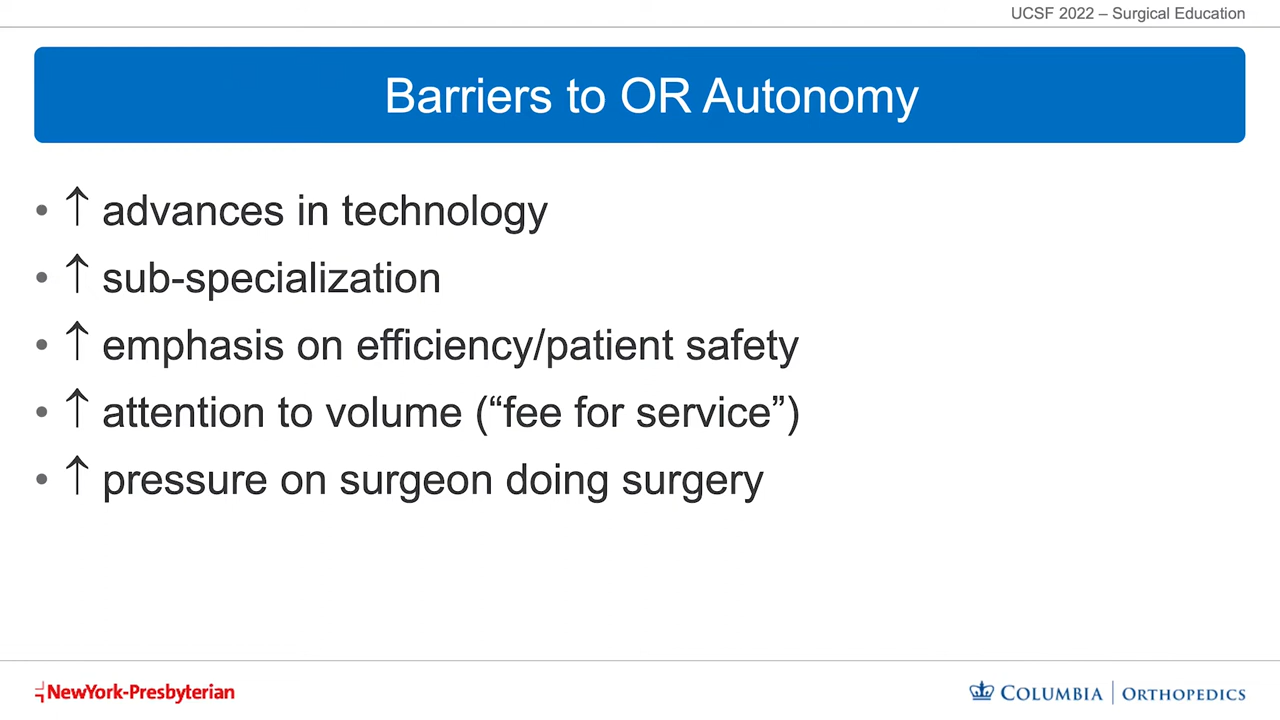 UCSF 2022 – Surgical Education
Barriers to OR Autonomy
• ↑ advances in technology
• ↑ sub-specialization
• ↑ emphasis on efficiency/patient safety
• ↑ attention to volume (“fee for service”)
• ↑ pressure on surgeon doing surgery
NewYork-Presbyterian
COLUMBIA | ORTHOPEDICS